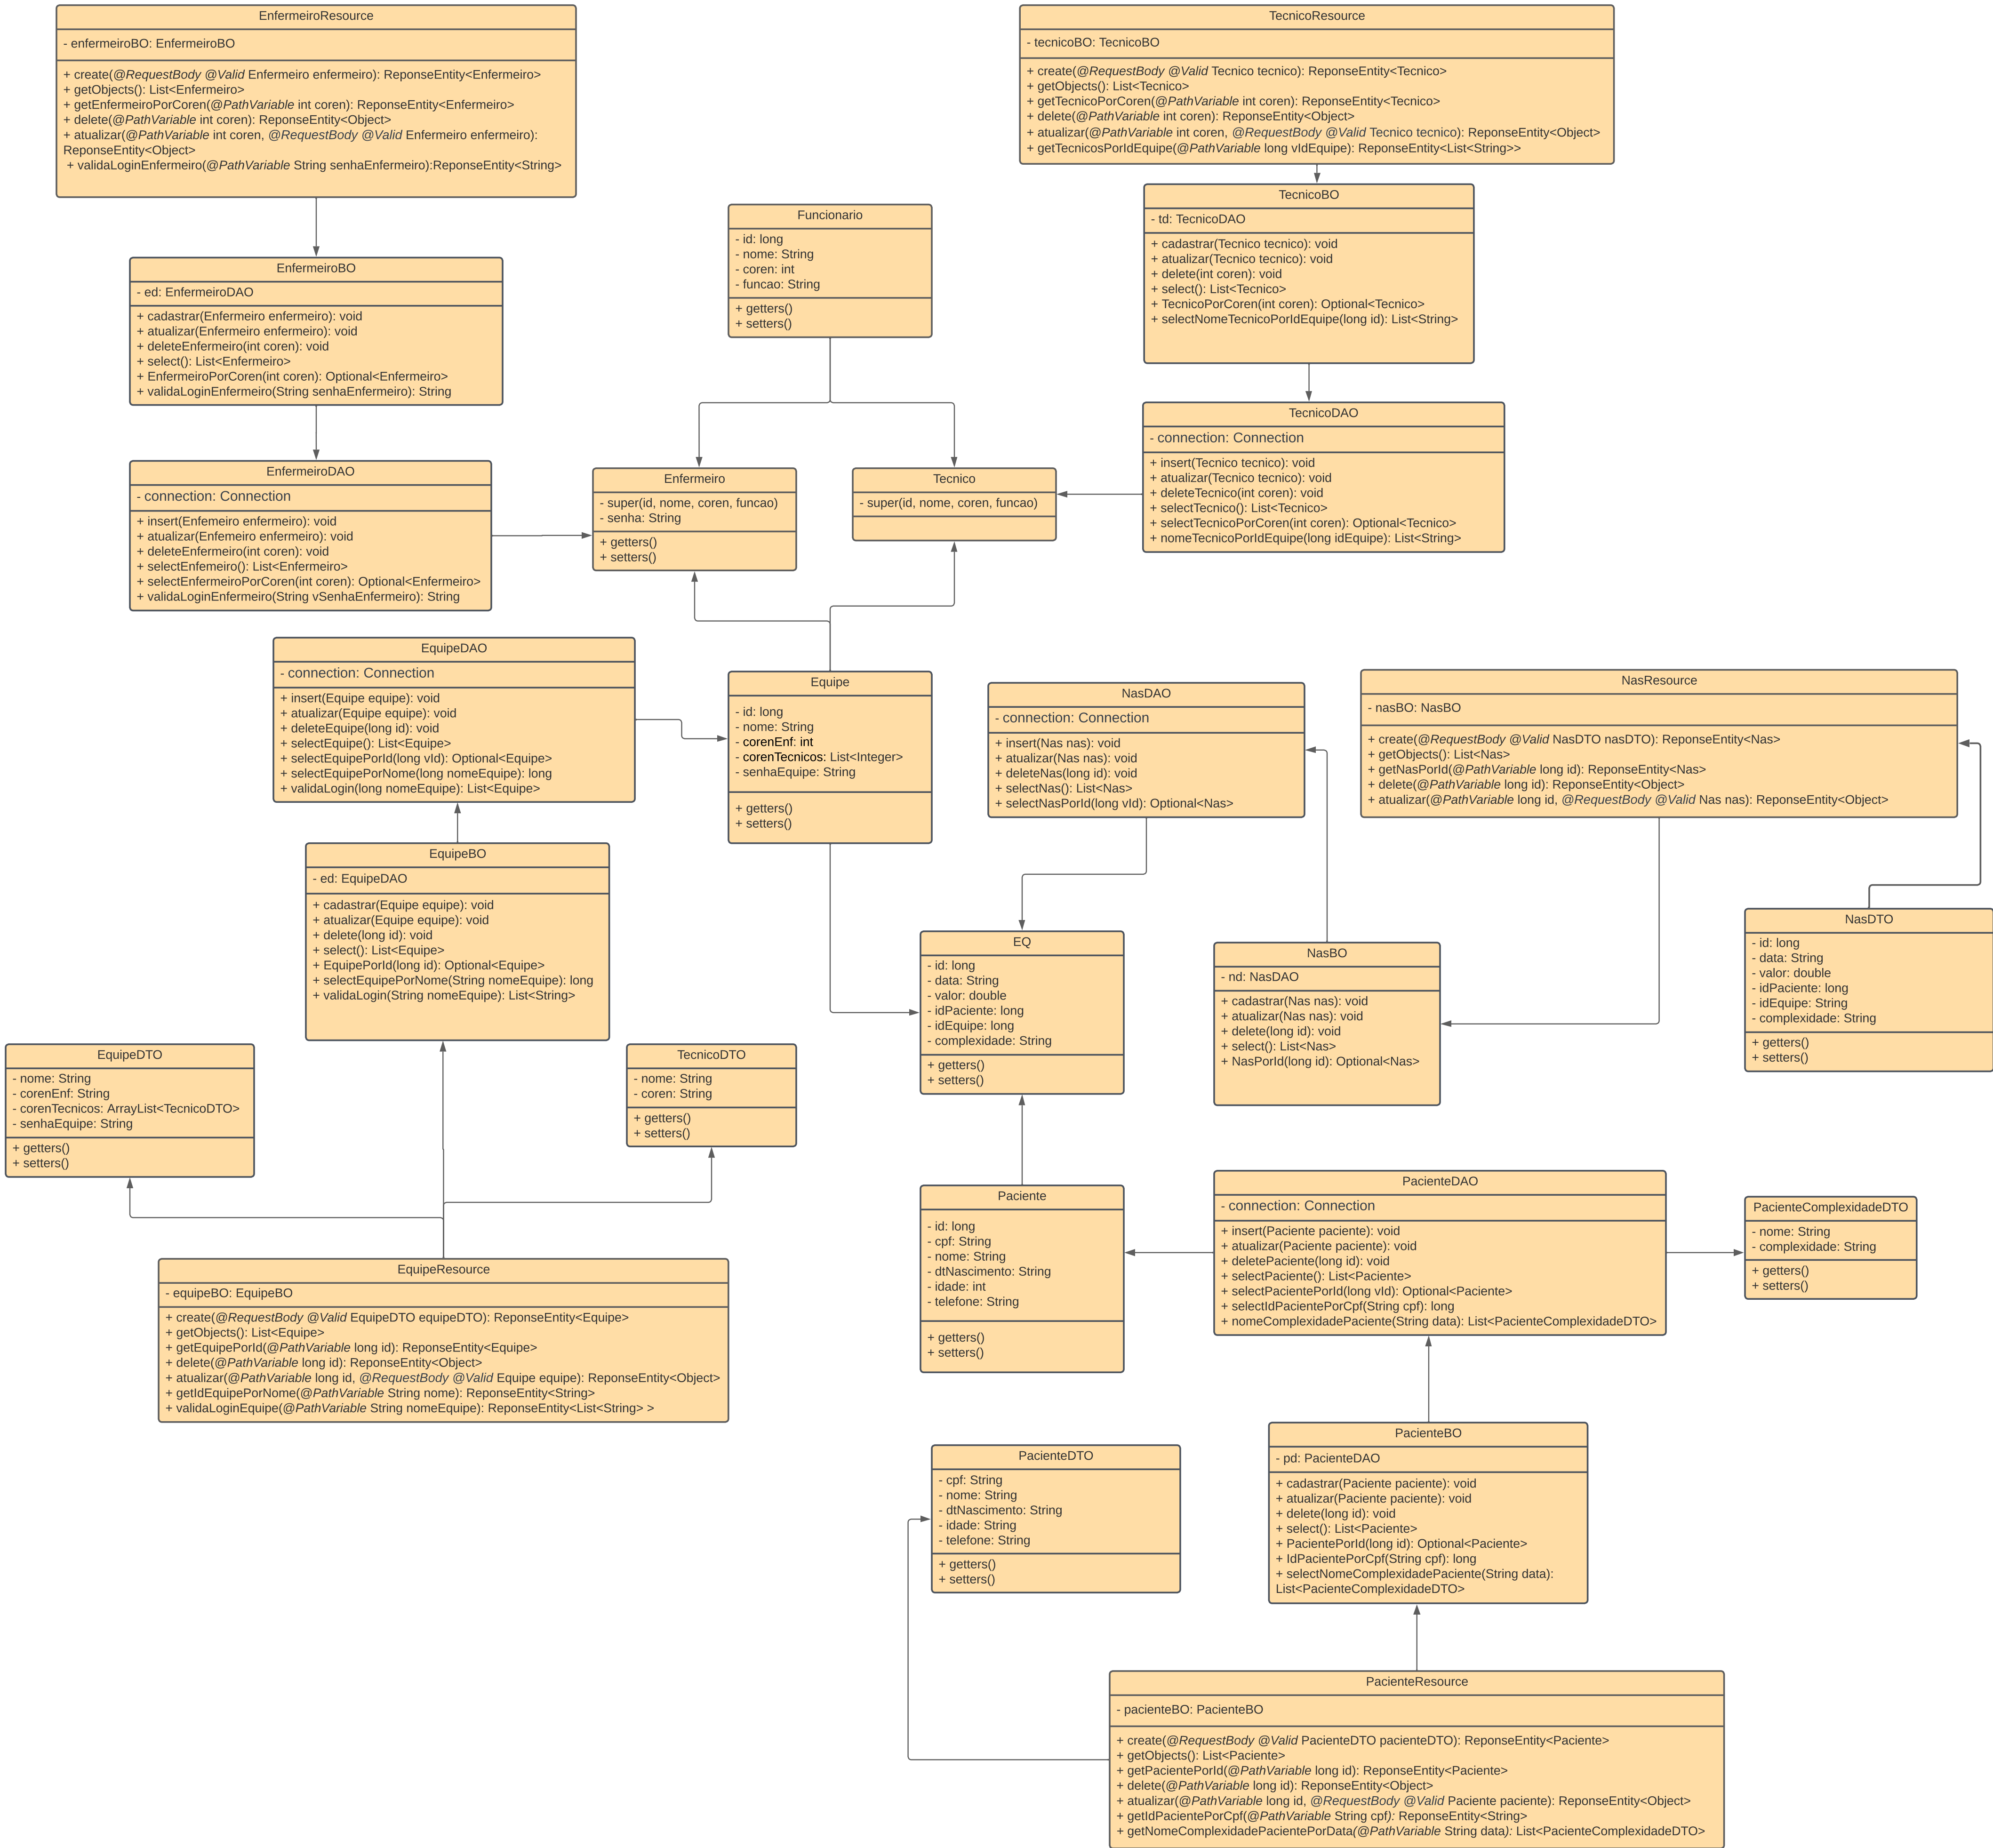 EnfermeiroResource
- enfermeiroBO: EnfermeiroBO
+ create(@RequestBody @Valid Enfermeiro enfermeiro): ReponseEntity<Enfermeiro>
+ getObjects(): List<Enfermeiro>
+ getEnfermeiroPorCoren(@PathVariable int coren): ReponseEntity<Enfermeiro>
+ delete(@PathVariable int coren): ReponseEntity<Object>
+ atualizar(@PathVariable int coren, @RequestBody @Valid Enfermeiro enfermeiro):
ReponseEntity<Object>
+ validaLoginEnfermeiro(@PathVariable String senhaEnfermeiro):ReponseEntity<String>
TecnicoResource
- tecnicoBO: TecnicoBO
+ create(@RequestBody @Valid Tecnico tecnico): ReponseEntity<Tecnico>
+ getObjects(): List<Tecnico>
+ getTecnicoPorCoren(@PathVariable int coren): ReponseEntity<Tecnico>
+ delete(@PathVariable int coren): ReponseEntity<Object>
+ atualizar(@PathVariable int coren, @RequestBody @Valid Tecnico tecnico): ReponseEntity<Object>
+ getTecnicosPorIdEquipe(@PathVariable long vIdEquipe): ReponseEntity<List<String>>
TecnicoBO
- td: TecnicoDAO
+ cadastrar(Tecnico tecnico): void
+ atualizar(Tecnico tecnico): void
+ delete(int coren): void
+ select(): List<Tecnico>
+ TecnicoPorCoren(int coren): Optional<Tecnico>
+ selectNomeTecnicoPorIdEquipe(long id): List<String>
Funcionario
- id: long
- nome: String
- coren: int
- funcao: String
+ getters()
+ setters()
EnfermeiroBO
- ed: EnfermeiroDAO
+ cadastrar(Enfermeiro enfermeiro): void
+ atualizar(Enfermeiro enfermeiro): void
+ deleteEnfermeiro(int coren): void
+ select(): List<Enfermeiro>
+ EnfermeiroPorCoren(int coren): Optional<Enfermeiro>
+ validaLoginEnfermeiro(String senhaEnfermeiro): String
TecnicoDAO
- connection: Connection
+ insert(Tecnico tecnico): void
+ atualizar(Tecnico tecnico): void
+ deleteTecnico(int coren): void
+ selectTecnico(): List<Tecnico>
+ selectTecnicoPorCoren(int coren): Optional<Tecnico>
+ nomeTecnicoPorIdEquipe(long idEquipe): List<String>
EnfermeiroDAO
- connection: Connection
+ insert(Enfemeiro enfermeiro): void
+ atualizar(Enfemeiro enfermeiro): void
+ deleteEnfermeiro(int coren): void
+ selectEnfemeiro(): List<Enfermeiro>
+ selectEnfermeiroPorCoren(int coren): Optional<Enfermeiro>
+ validaLoginEnfermeiro(String vSenhaEnfermeiro): String
Enfermeiro
- super(id, nome, coren, funcao)
- senha: String
+ getters()
+ setters()
Tecnico
- super(id, nome, coren, funcao)
EquipeDAO
- connection: Connection
+ insert(Equipe equipe): void
+ atualizar(Equipe equipe): void
+ deleteEquipe(long id): void
+ selectEquipe(): List<Equipe>
+ selectEquipePorId(long vId): Optional<Equipe>
+ selectEquipePorNome(long nomeEquipe): long
+ validaLogin(long nomeEquipe): List<Equipe>
Equipe
- id: long
- nome: String
- corenEnf: int
- corenTecnicos: List<Integer>
- senhaEquipe: String
+ getters()
+ setters()
NasDAO
- connection: Connection
+ insert(Nas nas): void
+ atualizar(Nas nas): void
+ deleteNas(long id): void
+ selectNas(): List<Nas>
+ selectNasPorId(long vId): Optional<Nas>
NasResource
- nasBO: NasBO
+ create(@RequestBody @Valid NasDTO nasDTO): ReponseEntity<Nas>
+ getObjects(): List<Nas>
+ getNasPorId(@PathVariable long id): ReponseEntity<Nas>
+ delete(@PathVariable long id): ReponseEntity<Object>
+ atualizar(@PathVariable long id, @RequestBody @Valid Nas nas): ReponseEntity<Object>
EquipeBO
- ed: EquipeDAO
+ cadastrar(Equipe equipe): void
+ atualizar(Equipe equipe): void
+ delete(long id): void
+ select(): List<Equipe>
+ EquipePorId(long id): Optional<Equipe>
+ selectEquipePorNome(String nomeEquipe): long
+ validaLogin(String nomeEquipe): List<String>
EQ
- id: long
- data: String
- valor: double
- idPaciente: long
- idEquipe: long
- complexidade: String
+ getters()
+ setters()
NasBO
- nd: NasDAO
+ cadastrar(Nas nas): void
+ atualizar(Nas nas): void
+ delete(long id): void
+ select(): List<Nas>
+ NasPorId(long id): Optional<Nas>
NasDTO
- id: long
- data: String
- valor: double
- idPaciente: long
- idEquipe: String
- complexidade: String
+ getters()
+ setters()
EquipeDTO
- nome: String
- corenEnf: String
- corenTecnicos: ArrayList<TecnicoDTO>
- senhaEquipe: String
+ getters()
+ setters()
TecnicoDTO
- nome: String
- coren: String
+ getters()
+ setters()
Paciente
- id: long
- cpf: String
- nome: String
- dtNascimento: String
- idade: int
- telefone: String
+ getters()
+ setters()
PacienteDAO
- connection: Connection
+ insert(Paciente paciente): void
+ atualizar(Paciente paciente): void
+ deletePaciente(long id): void
+ selectPaciente(): List<Paciente>
+ selectPacientePorId(long vId): Optional<Paciente>
+ selectIdPacientePorCpf(String cpf): long
+ nomeComplexidadePaciente(String data): List<PacienteComplexidadeDTO>
PacienteComplexidadeDTO
- nome: String
- complexidade: String
+ getters()
+ setters()
EquipeResource
- equipeBO: EquipeBO
+ create(@RequestBody @Valid EquipeDTO equipeDTO): ReponseEntity<Equipe>
+ getObjects(): List<Equipe>
+ getEquipePorId(@PathVariable long id): ReponseEntity<Equipe>
+ delete(@PathVariable long id): ReponseEntity<Object>
+ atualizar(@PathVariable long id, @RequestBody @Valid Equipe equipe): ReponseEntity<Object>
+ getIdEquipePorNome(@PathVariable String nome): ReponseEntity<String>
+ validaLoginEquipe(@PathVariable String nomeEquipe): ReponseEntity<List<String> >
PacienteBO
- pd: PacienteDAO
+ cadastrar(Paciente paciente): void
+ atualizar(Paciente paciente): void
+ delete(long id): void
+ select(): List<Paciente>
+ PacientePorId(long id): Optional<Paciente>
+ IdPacientePorCpf(String cpf): long
+ selectNomeComplexidadePaciente(String data):
List<PacienteComplexidadeDTO>
PacienteDTO
- cpf: String
- nome: String
- dtNascimento: String
- idade: String
- telefone: String
+ getters()
+ setters()
PacienteResource
- pacienteBO: PacienteBO
+ create(@RequestBody @Valid PacienteDTO pacienteDTO): ReponseEntity<Paciente>
+ getObjects(): List<Paciente>
+ getPacientePorId(@PathVariable long id): ReponseEntity<Paciente>
+ delete(@PathVariable long id): ReponseEntity<Object>
+ atualizar(@PathVariable long id, @RequestBody @Valid Paciente paciente): ReponseEntity<Object>
+ getIdPacientePorCpf(@PathVariable String cpf): ReponseEntity<String>
+ getNomeComplexidadePacientePorData(@PathVariable String data): List<PacienteComplexidadeDTO>